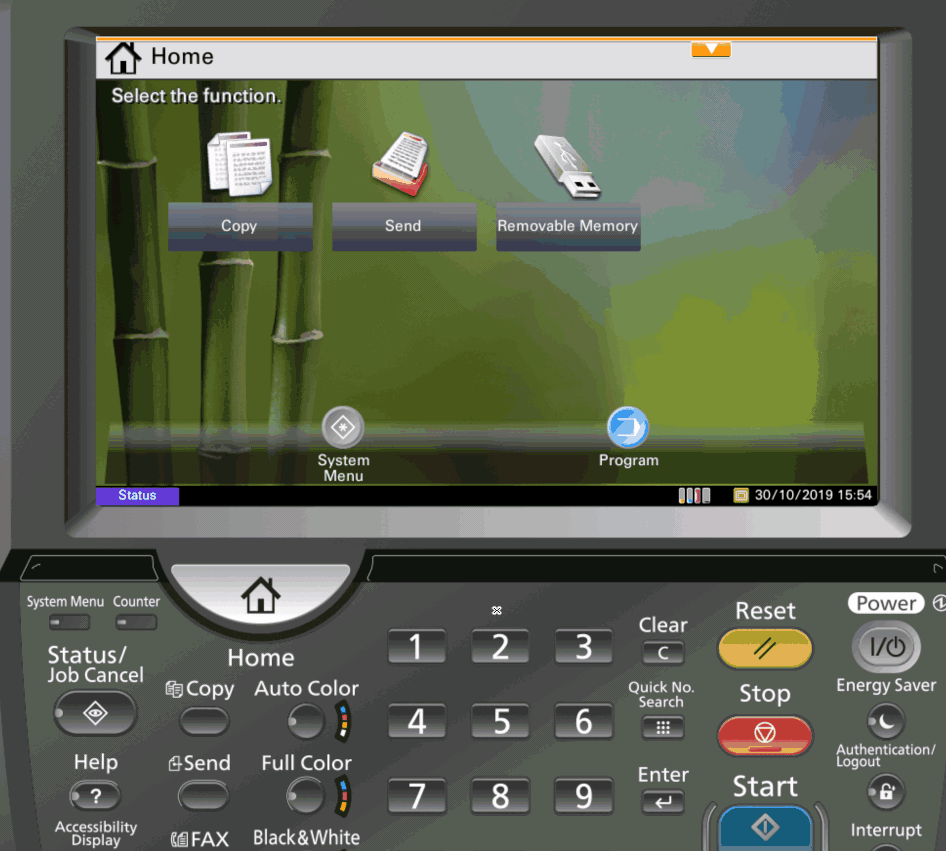 Home
Select the function.
Copy
Send
Removable Memory
System
Menu
Program
Status
30/10/2019 15:54
System Menu
Counter
Status/
Job Cancel
Help
Accessibility
Display
Home
Copy
Auto Color
Send
Full Color
FAX
Black&White
1
2
3
4
5
6
7
8
9
Clear
C
Quick No.
Search
Enter
Reset
Stop
Start
Power
Energy Saver
Authentication/
Logout
Interrupt